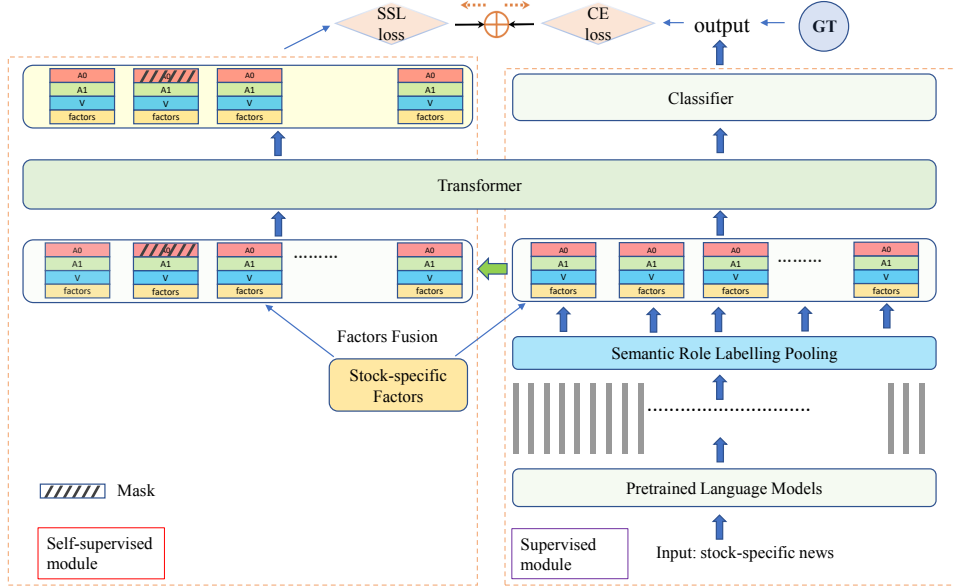 SSL
loss
CE
loss
output
GT
A0
A1
V
factors
A0
A1
V
factors
A0
A1
V
factors
A0
A1
V
factors
Classifier
Transformer
A0
A1
V
factors
A0
A1
V
factors
A0
A1
V
factors
.........
A0
A1
V
factors
A0
A1
V
factors
A0
A1
V
factors
A0
A1
V
factors
.........
A0
A1
V
factors
Factors Fusion
Stock-specific
Factors
Semantic Role Labelling Pooling
Pretrained Language Models
Mask
Self-supervised
module
Supervised
module
Input: stock-specific news